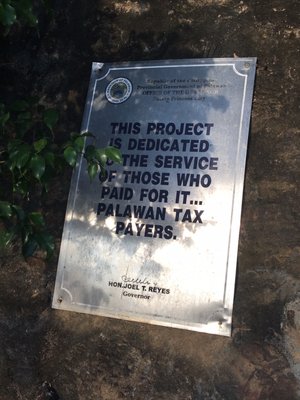 Republic of the Philippines
Provincial Government of Palawan
OFFICE OF THE GOVERNOR
Puerto Princesa City
THIS PROJECT
IS DEDICATED
TO THE SERVICE
OF THOSE WHO
PAID FOR IT...
PALAWAN TAX
PAYERS.
HON. JOEL T. REYES
Governor